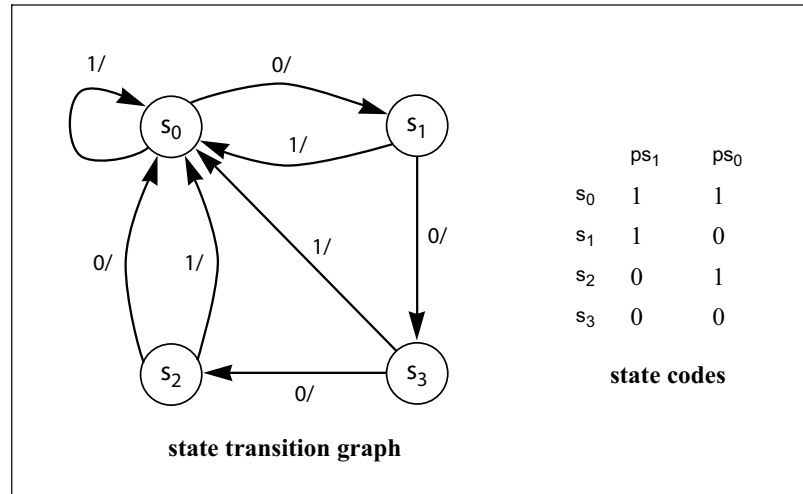 1/
0/
s0
s1
1/
ps1 ps0
s0 1 1
s1 1 0
s2 0 1
s3 0 0
0/
1/
1/
0/
s2
s3
0/
state codes
state transition graph